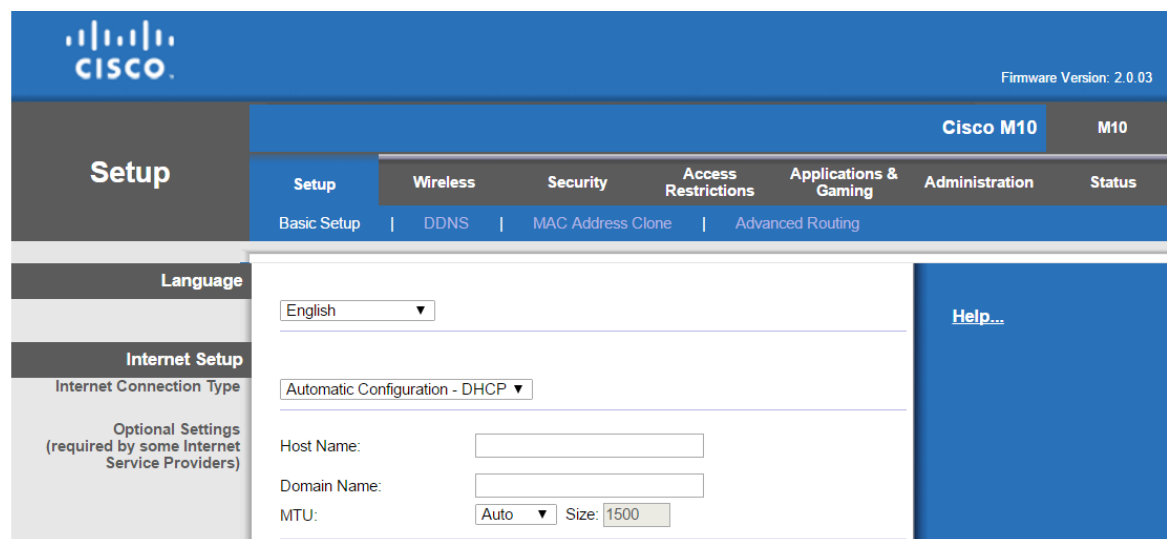 CISCO.
Firmware Version: 2.0.03
Cisco M10 M10
Setup
Setup Wireless Security Access Restrictions Applications & Gaming Administration Status
Basic Setup | DDNS | MAC Address Clone | Advanced Routing
Language
English
Help...
Internet Setup
Internet Connection Type
Automatic Configuration - DHCP
Optional Settings
(required by some Internet
Service Providers)
Host Name:
Domain Name:
MTU: Auto Size: 1500